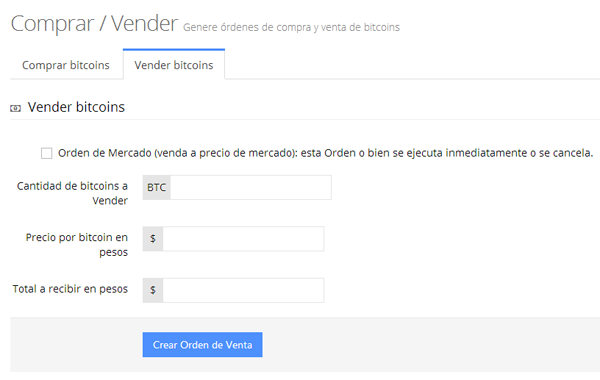 Comprar / Vender Genere órdenes de compra y venta de bitcoins
Comprar bitcoins Vender bitcoins
Vender bitcoins
Orden de Mercado (venda a precio de mercado): esta Orden o bien se ejecuta inmediatamente o se cancela.
Cantidad de bitcoins a BTC
Vender
Precio por bitcoin en $
pesos
Total a recibir en pesos $
Crear Orden de Venta